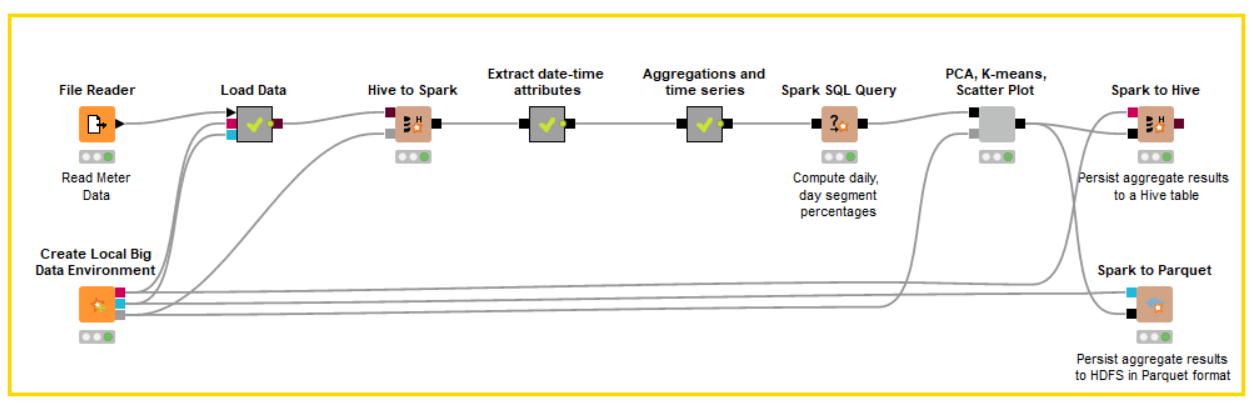 File Reader
Read Meter
Data
Load Data
Hive to Spark
H
Extract date-time
attributes
Aggregations and
time series
Spark SQL Query
?
Compute daily,
day segment
percentages
PCA, K-means,
Scatter Plot
Spark to Hive
H
Persist aggregate results
to a Hive table
Create Local Big
Data Environment
Spark to Parquet
Persist aggregate results
to HDFS in Parquet format